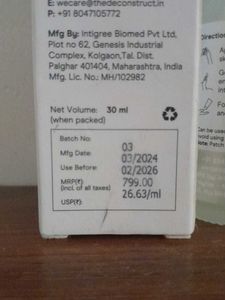 E: wecare@thedeconstruct.in
P: +91 8047105772
Mfg By: Intigree Biomed Pvt Ltd,
Plot no 62, Genesis Industrial
Complex, Kolgaon,Tal. Dist.
Palghar 401404, Maharashtra, India
Mfg Lic. No.: MH/102982
Net Volume: 30 ml
(when packed)
Batch No: 03
Mfg Date: 03/2024
Use Before: 02/2026
MRP(₹): 799.00
(incl. of all taxes)
USP(₹): 26.63/ml
Direction